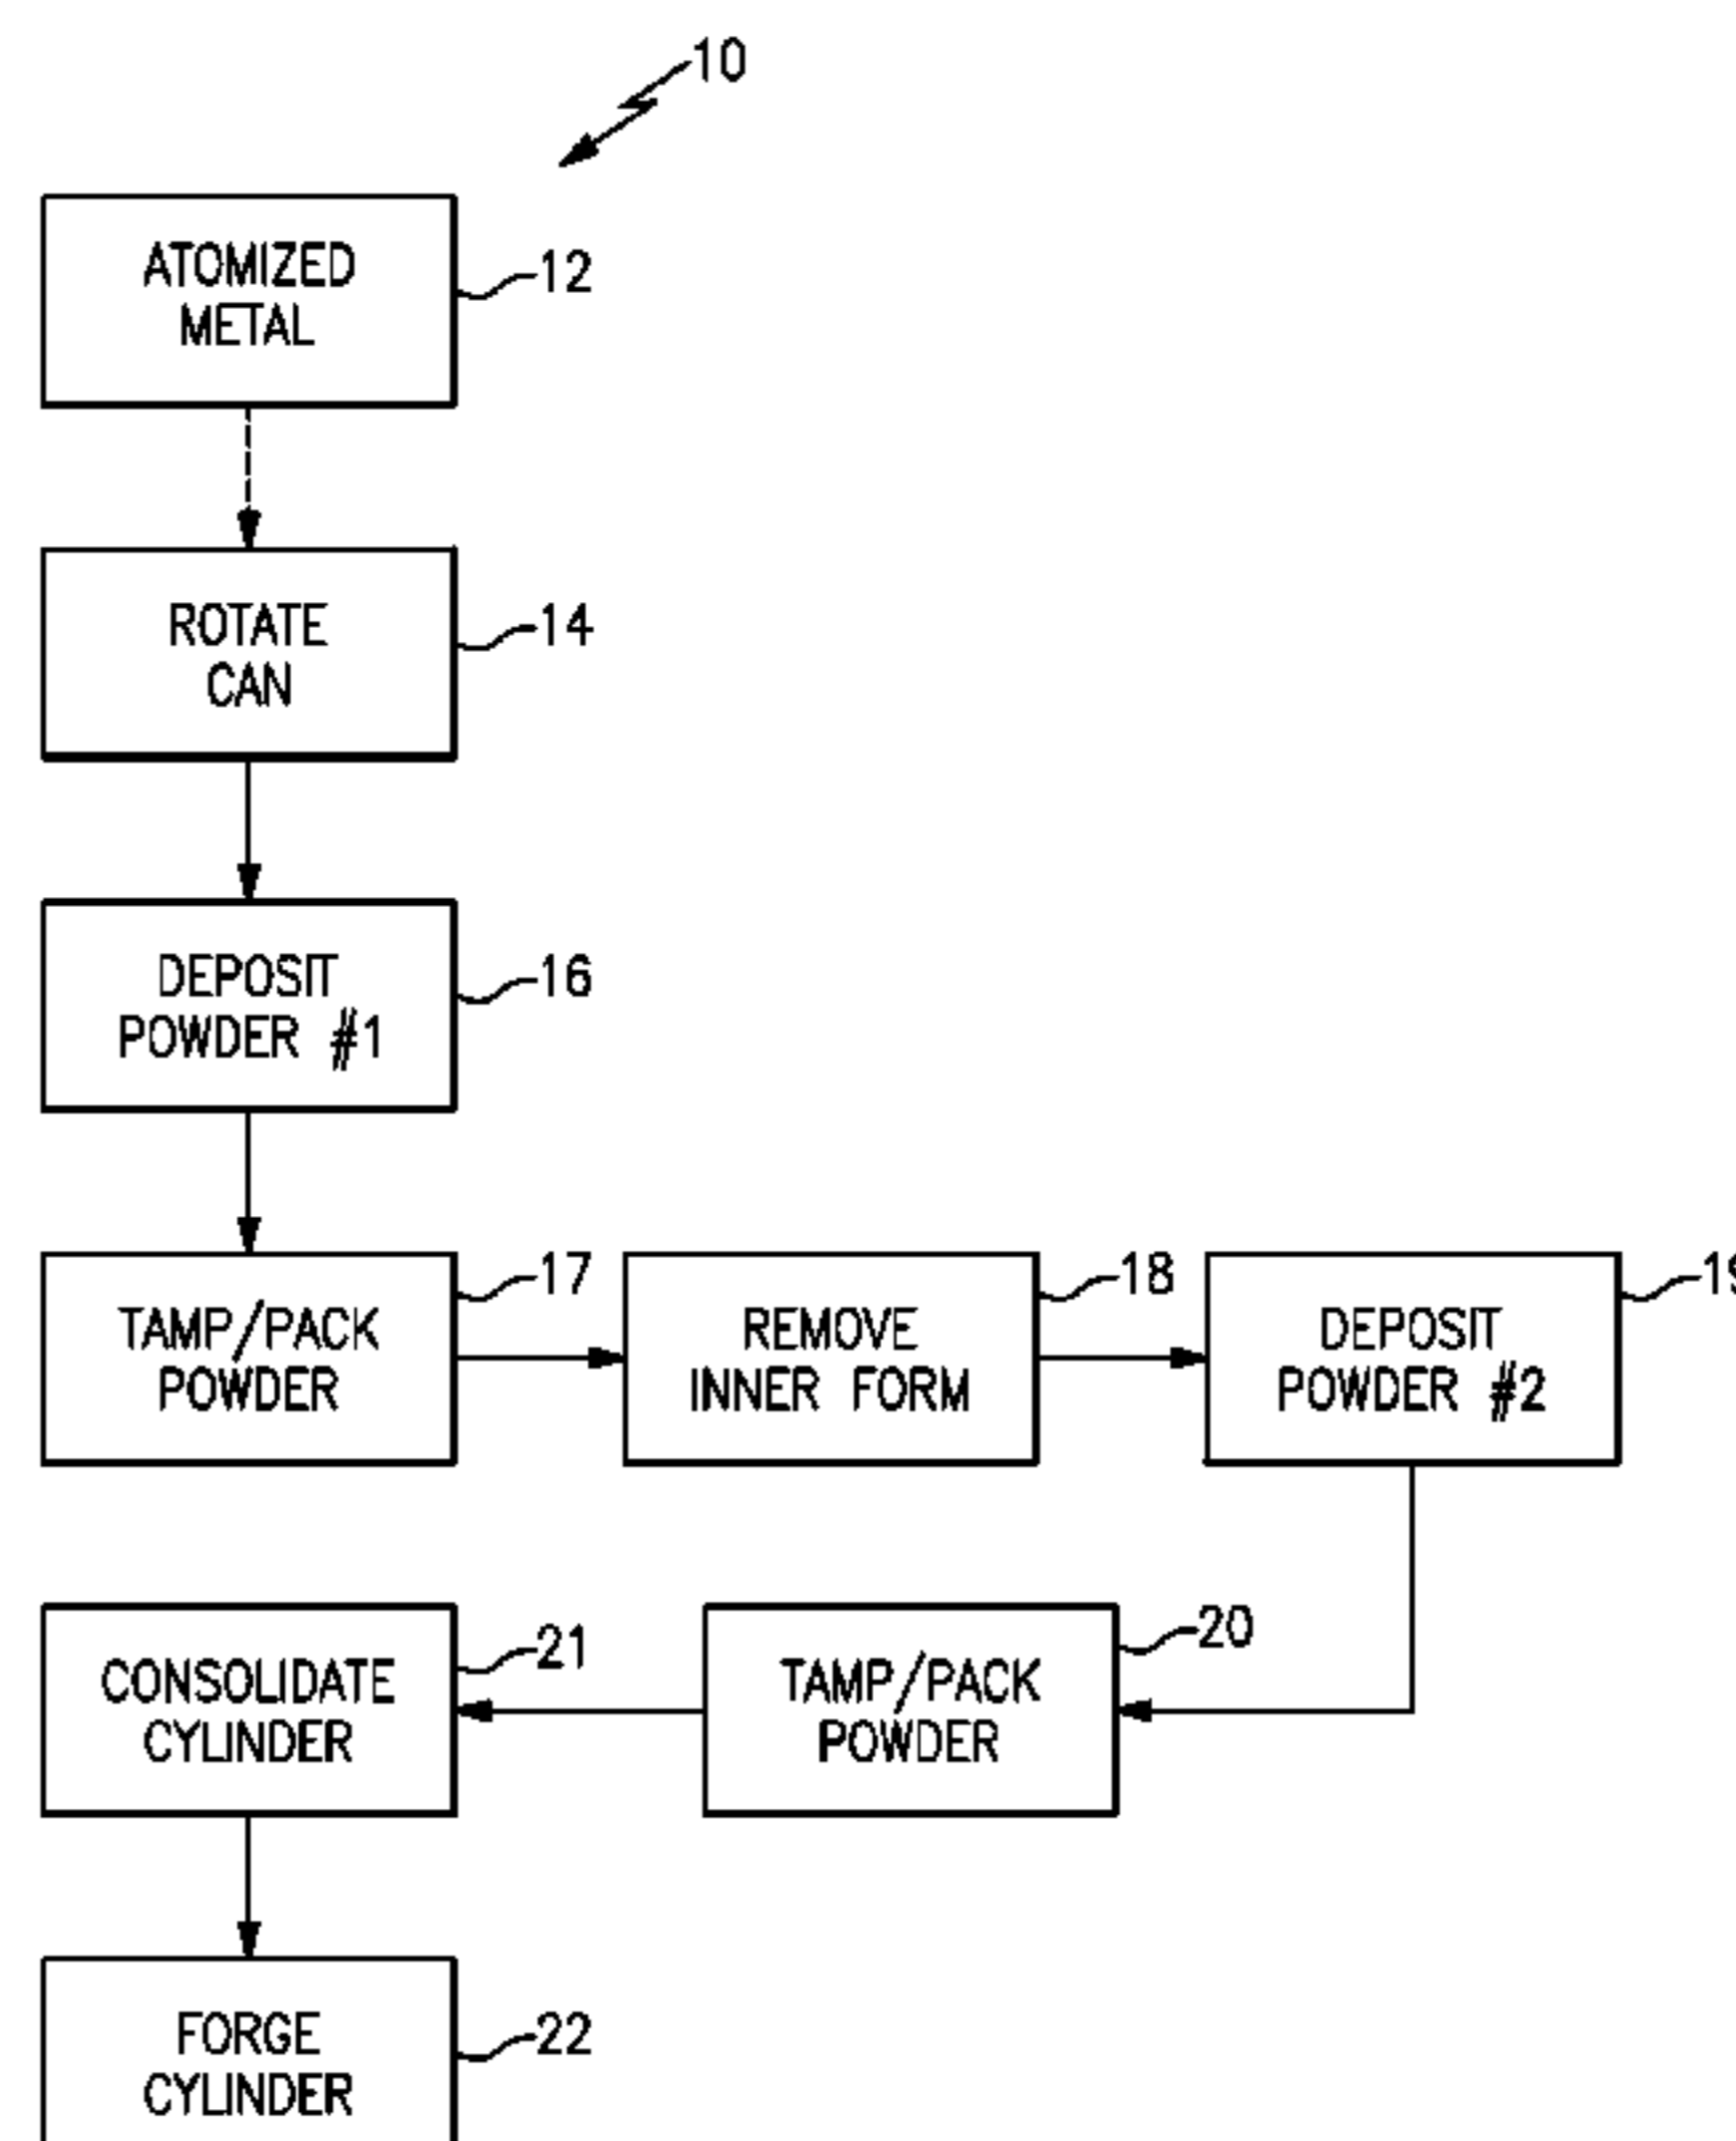 10
ATOMIZED
METAL
12
ROTATE
CAN
14
DEPOSIT
POWDER #1
16
TAMP/PACK
POWDER
17
REMOVE
INNER FORM
18
DEPOSIT
POWDER #2
19
TAMP/PACK
POWDER
20
CONSOLIDATE
CYLINDER
21
FORGE
CYLINDER
22